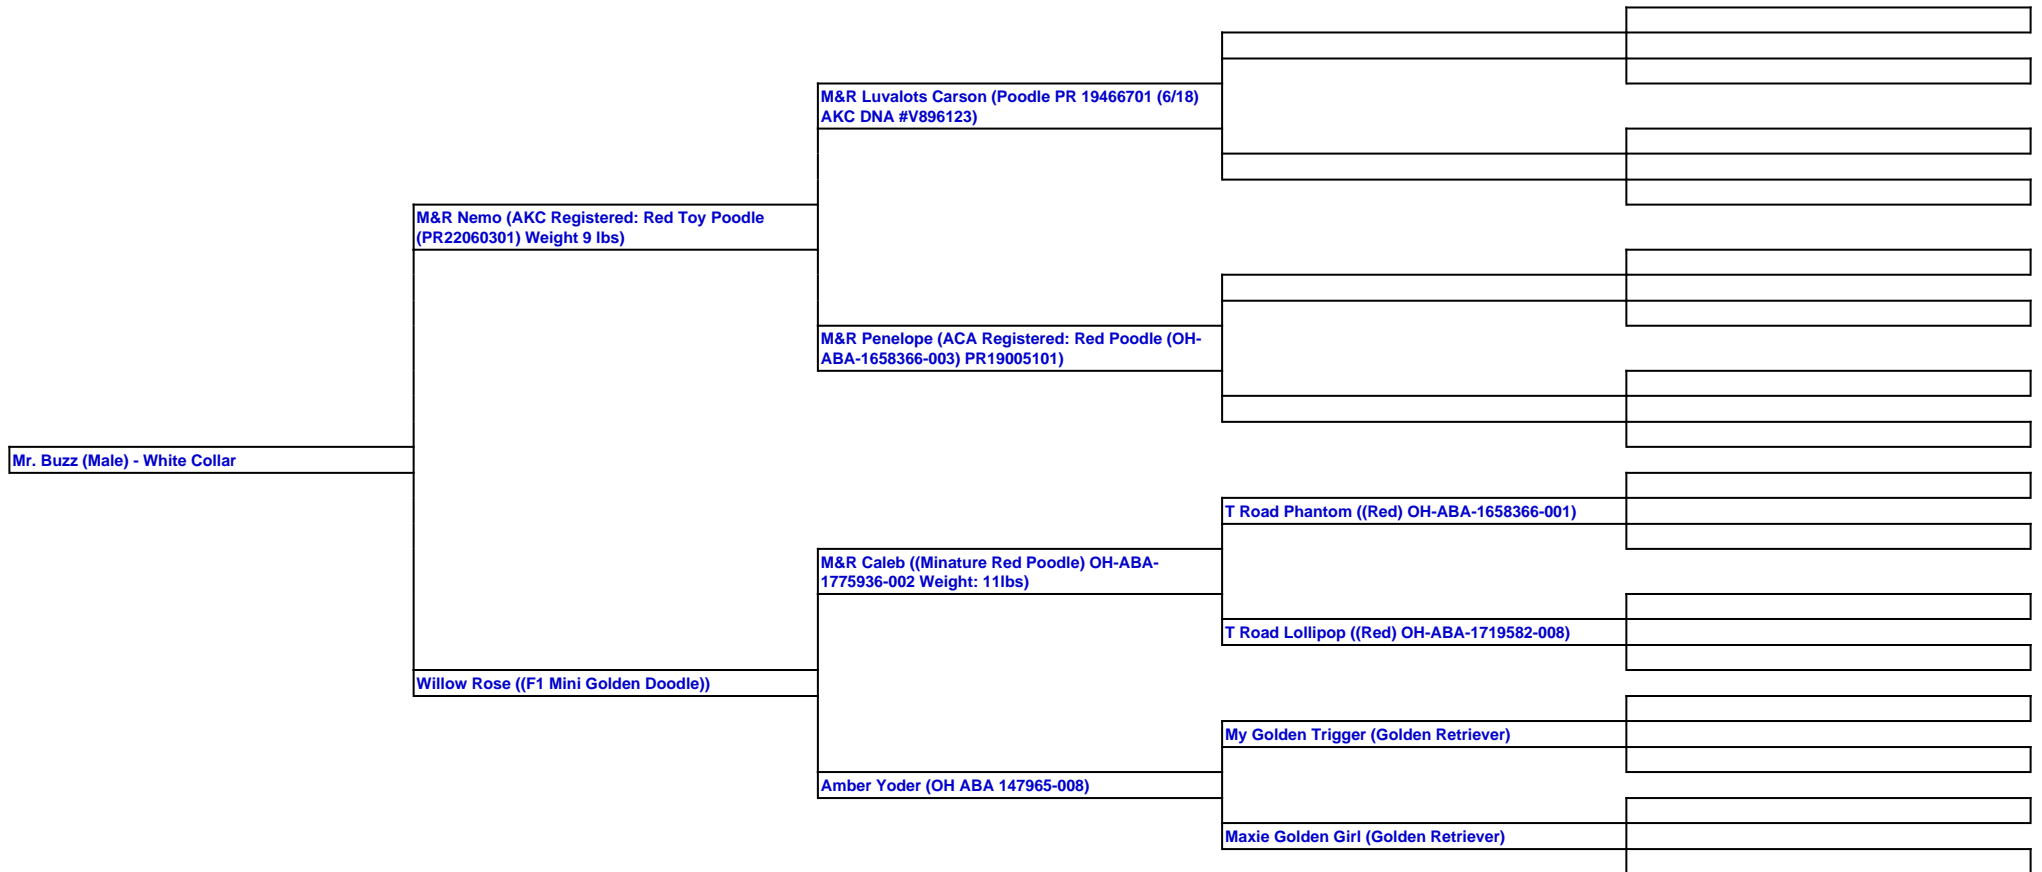 M&R Luvalots Carson (Poodle PR 19466701 (6/18)
AKC DNA #V896123)
M&R Nemo (AKC Registered: Red Toy Poodle
(PR22060301) Weight 9 lbs)
M&R Penelope (ACA Registered: Red Poodle (OH-
ABA-1658366-003) PR19005101)
Mr. Buzz (Male) - White Collar
T Road Phantom ((Red) OH-ABA-1658366-001)
M&R Caleb ((Minature Red Poodle) OH-ABA-
1775936-002 Weight: 11lbs)
T Road Lollipop ((Red) OH-ABA-1719582-008)
Willow Rose ((F1 Mini Golden Doodle))
My Golden Trigger (Golden Retriever)
Amber Yoder (OH ABA 147965-008)
Maxie Golden Girl (Golden Retriever)